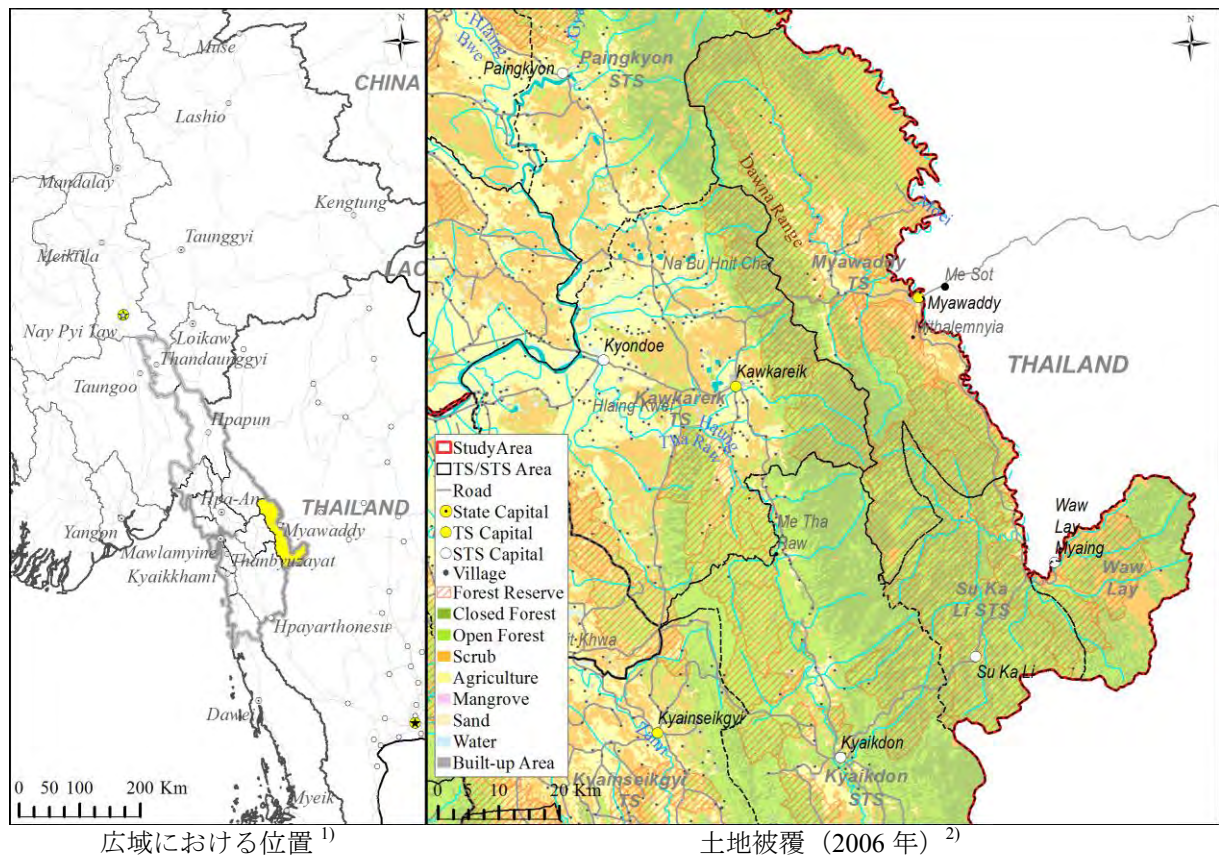 N
Muse
CHINA
Lashio
Mandalay
Kengtung
Taunggyi
Meiktila
LAO
Nay Pyi Taw
Loikaw
Thandaunggyi
Taungoo
Hpapun
THAILAND
Hpa-An
Myawaddy
Yangon
Mawlamyine
Thanbyuzayat
Kyaikkhami
Hpayarthonesu
Dawei
Myeik
0 50 100 200 Km
N
Hlaing
Bwe
Paingkyon
Paingkyon
STS
Dawna Range
Na Bu Hnit Cha
Myawaddy
TS
Me Sot
Myawaddy
Mythalemnyia
THAILAND
Kyondoe
Kawkareik
Hlaing Kwei
Kawkareik
TS
Haung
Tha Raw
Me Tha
Raw
Waw
Lay
Myaing
Waw
Lay
Su Ka
Li STS
Su Ka Li
Khwa
Kyainseikgyi
Kyaikdon
Kyainseikgyi
TS
Kyaikdon
STS
StudyArea
TS/STS Area
Road
State Capital
TS Capital
STS Capital
Village
Forest Reserve
Closed Forest
Open Forest
Scrub
Agriculture
Mangrove
Sand
Water
Built-up Area
0 5 10 20 Km
広域における位置 1)
土地被覆（2006 年）2)